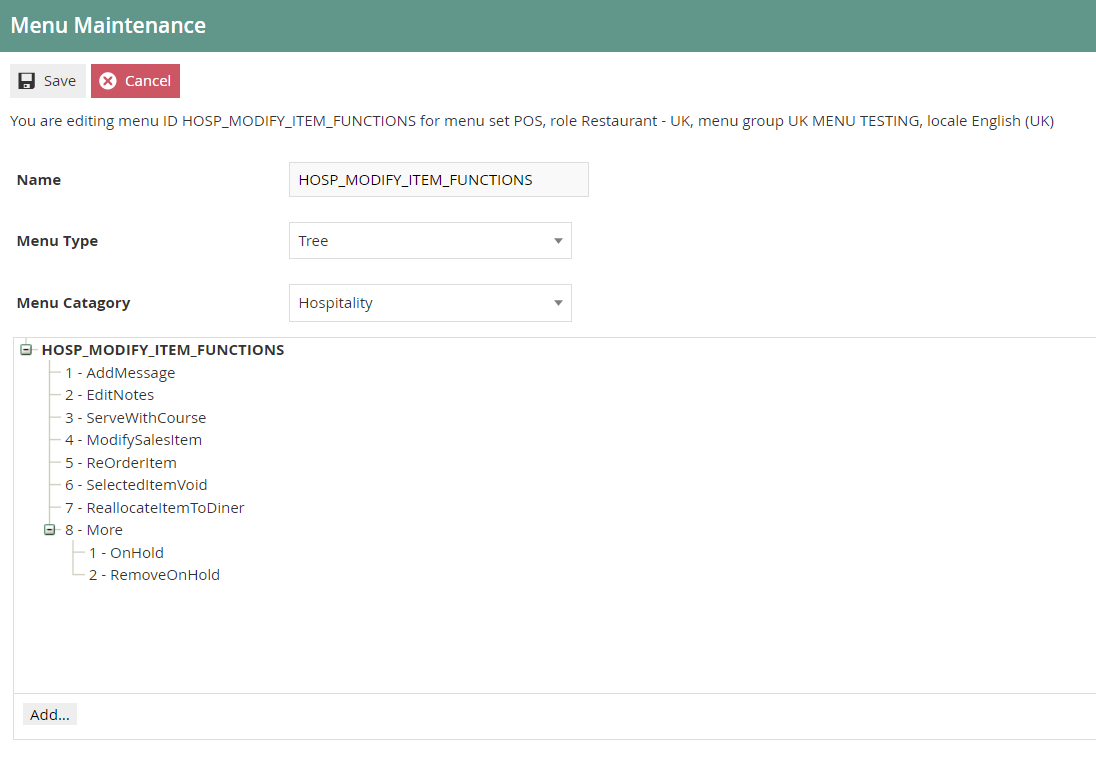 Menu Maintenance
Save Cancel
You are editing menu ID HOSP_MODIFY_ITEM_FUNCTIONS for menu set POS, role Restaurant - UK, menu group UK MENU TESTING, locale English (UK)
Name HOSP_MODIFY_ITEM_FUNCTIONS
Menu Type Tree
Menu Catagory Hospitality
HOSP_MODIFY_ITEM_FUNCTIONS
1 - AddMessage
2 - EditNotes
3 - ServeWithCourse
4 - ModifySalesItem
5 - ReOrderItem
6 - SelectedItemVoid
7 - ReallocateItemToDiner
8 - More
1 - OnHold
2 - RemoveOnHold
Add...